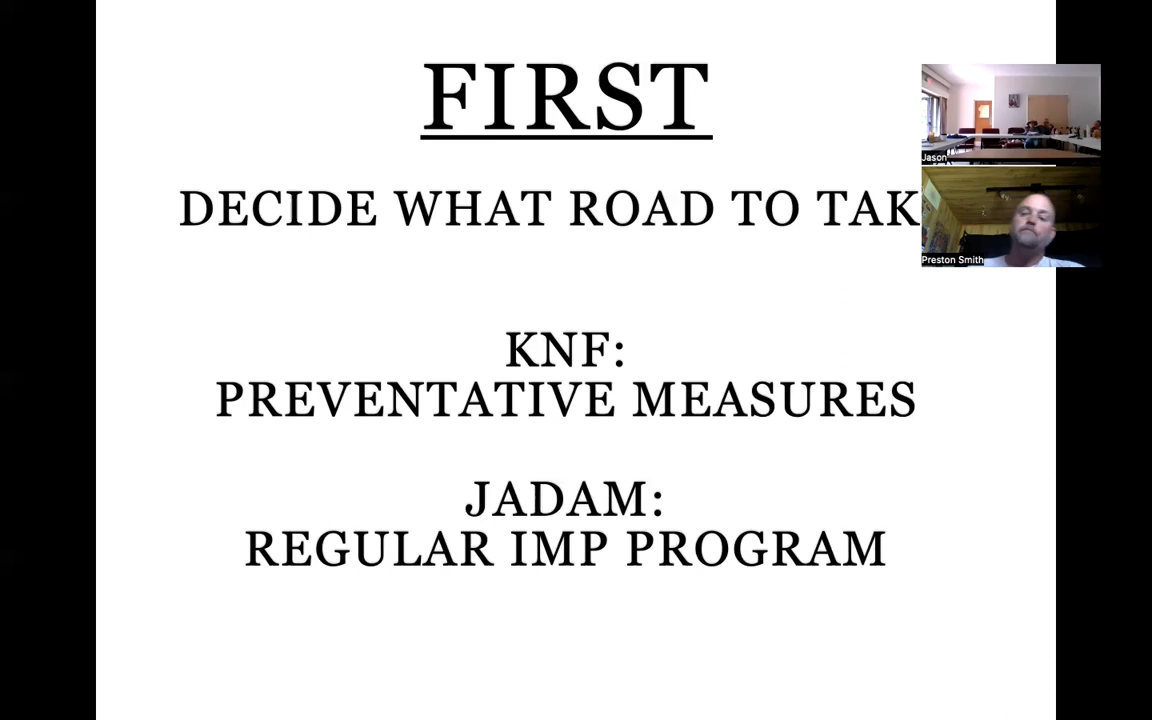 FIRST
DECIDE WHAT ROAD TO TAK
KNF:
PREVENTATIVE MEASURES
JADAM:
REGULAR IMP PROGRAM
Jason
Preston Smith